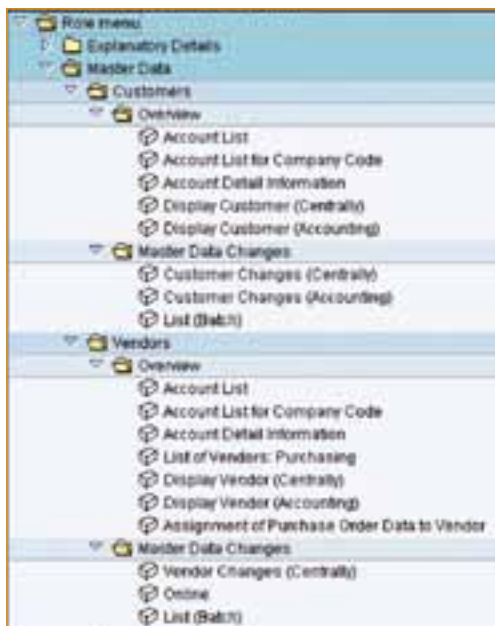 Role menu
Explanatory Details
Master Data
Customers
Overview
Account List
Account List for Company Code
Account Detail Information
Display Customer (Centrally)
Display Customer (Accounting)
Master Data Changes
Customer Changes (Centrally)
Customer Changes (Accounting)
List (Batch)
Vendors
Overview
Account List
Account List for Company Code
Account Detail Information
List of Vendors: Purchasing
Display Vendor (Centrally)
Display Vendor (Accounting)
Assignment of Purchase Order Data to Vendor
Master Data Changes
Vendor Changes (Centrally)
Online
List (Batch)